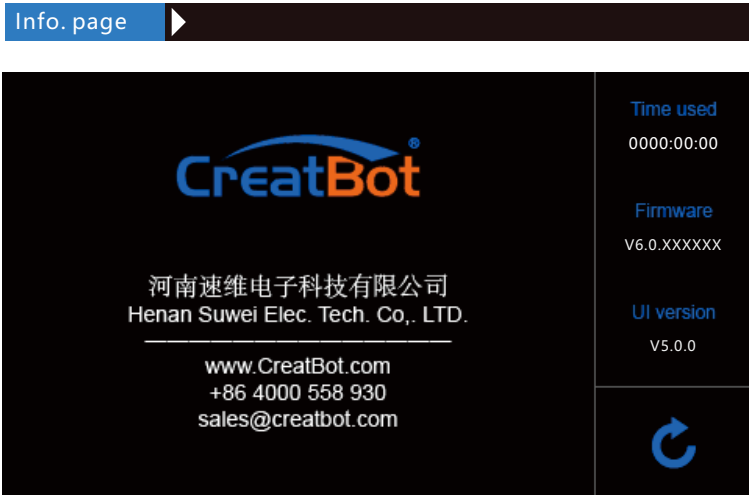 Info. page
CreatBot®
河南速维电子科技有限公司
Henan Suwei Elec. Tech. Co,. LTD.
www.CreatBot.com
+86 4000 558 930
sales@creatbot.com
Time used
0000:00:00
Firmware
V6.0.XXXXXX
UI version
V5.0.0